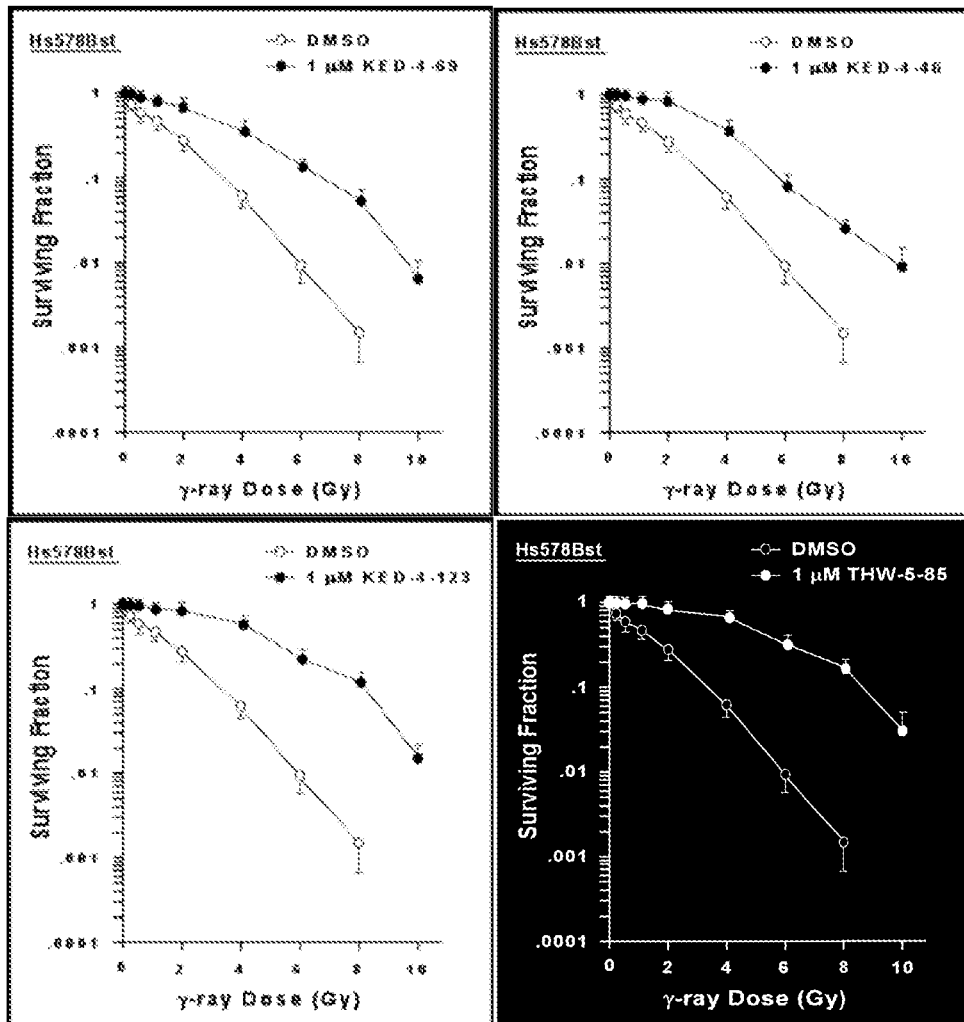 Hs578Bst
DMSO
1 µM KED-4-69
Surviving Fraction
1
.1
.01
.001
.0001
0 2 4 6 8 10
γ-ray Dose (Gy)
Hs578Bst
DMSO
1 µM KED-4-46
Surviving Fraction
1
.1
.01
.001
.0001
0 2 4 6 8 10
γ-ray Dose (Gy)
Hs578Bst
DMSO
1 µM KED-4-123
Surviving Fraction
1
.1
.01
.001
.0001
0 2 4 6 8 10
γ-ray Dose (Gy)
Hs578Bst
DMSO
1 µM THW-5-85
Surviving Fraction
1
.1
.01
.001
.0001
0 2 4 6 8 10
γ-ray Dose (Gy)